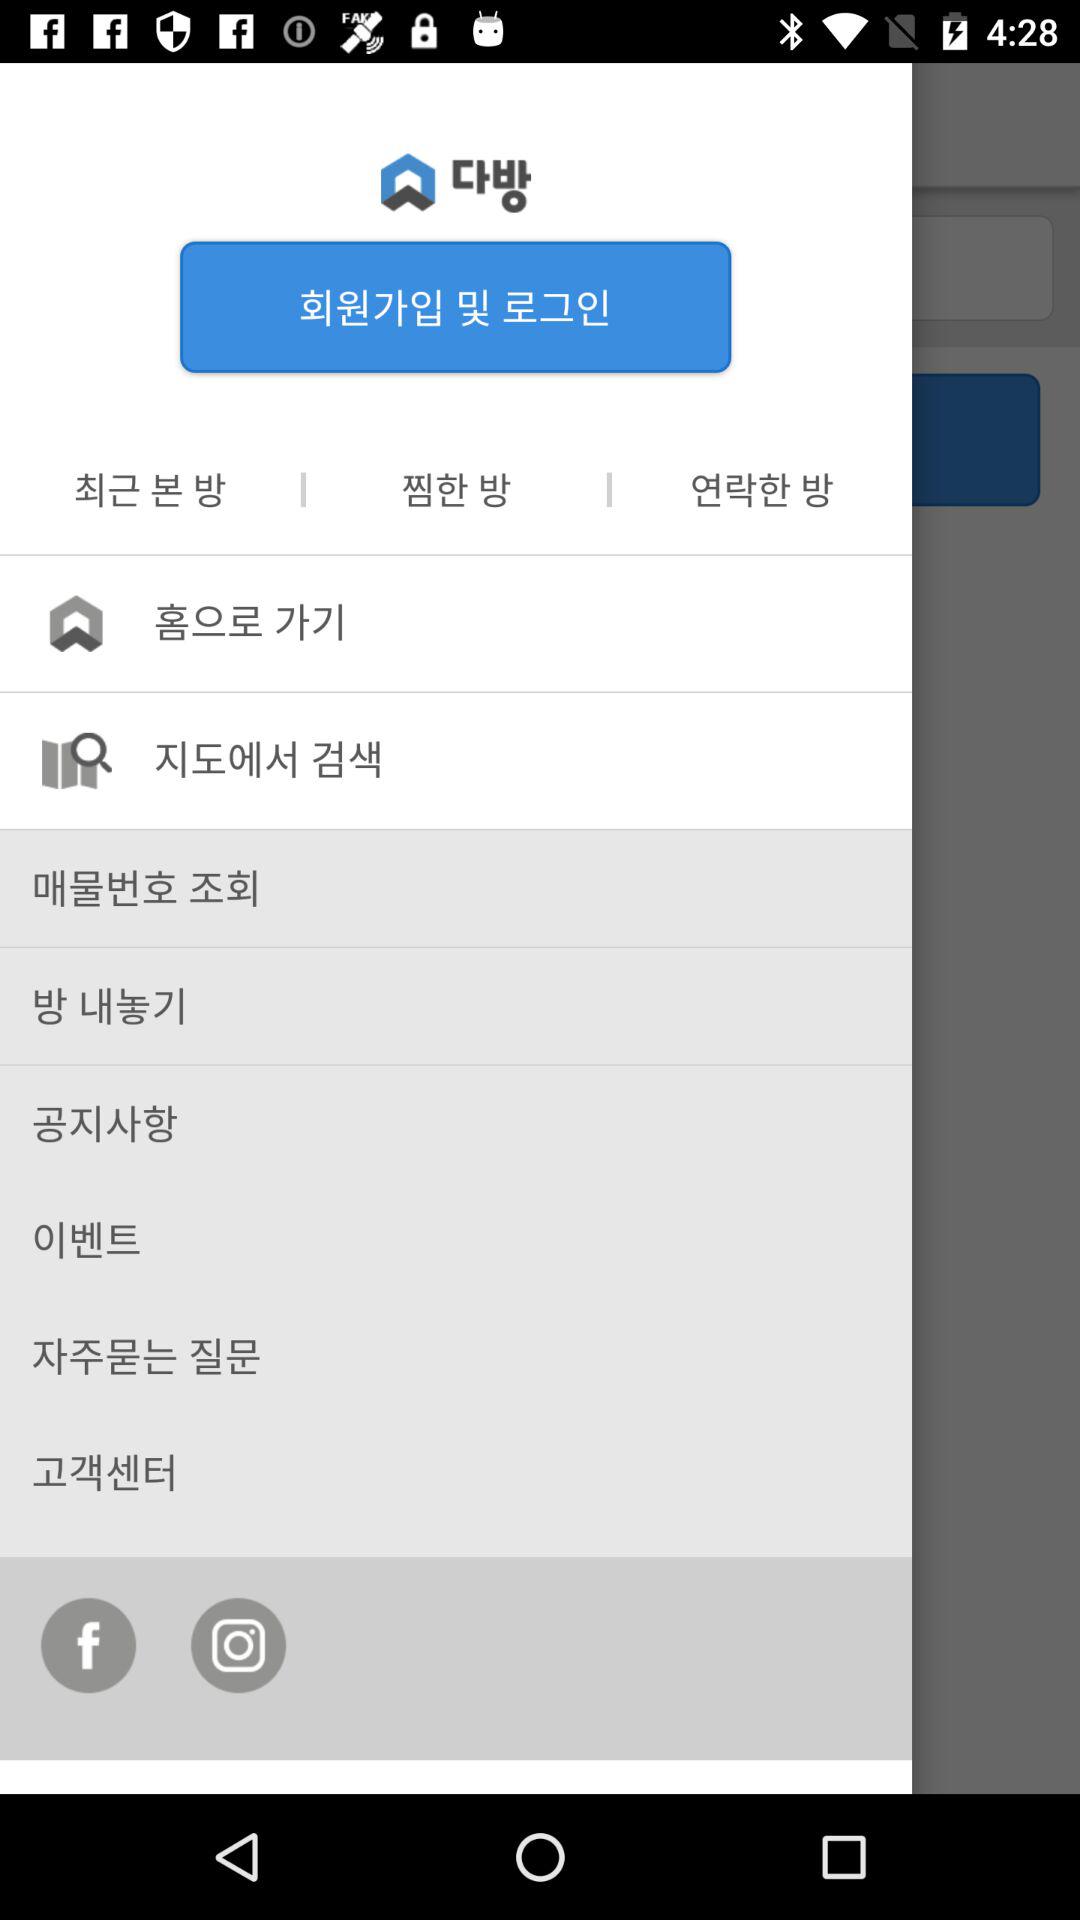 FAKE 4:28
다방
회원가입 및 로그인
최근 본 방 | 찜한 방 | 연락한 방
홈으로 가기
지도에서 검색
매물번호 조회
방 내놓기
공지사항
이벤트
자주묻는 질문
고객센터